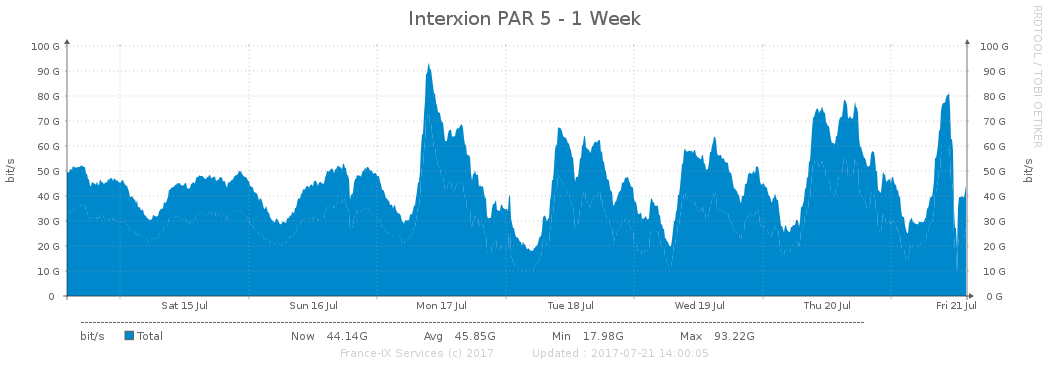 Interxion PAR 5 - 1 Week
RRDTOOL / TOBI OETIKER
bit/s
100 G
90 G
80 G
70 G
60 G
50 G
40 G
30 G
20 G
10 G
0
100 G
90 G
80 G
70 G
60 G
50 G
40 G
30 G
20 G
10 G
0 G
bit/s
Sat 15 Jul Sun 16 Jul Mon 17 Jul Tue 18 Jul Wed 19 Jul Thu 20 Jul Fri 21 Jul
bit/s Total Now 44.14G Avg 45.85G Min 17.98G Max 93.22G
France-IX Services (c) 2017 Updated : 2017-07-21 14:00:05